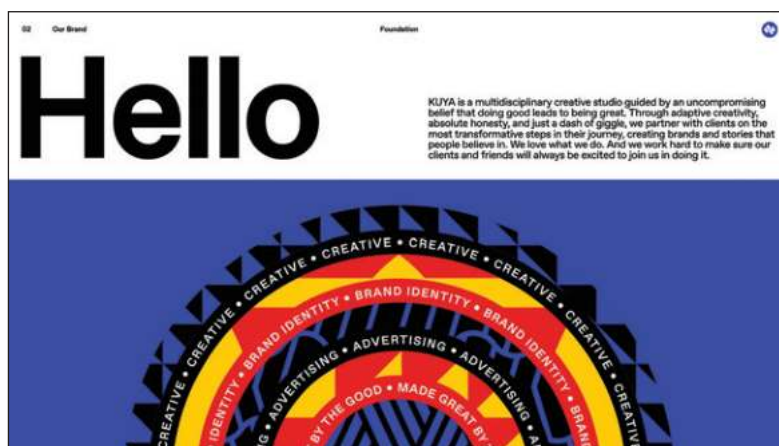 02 Our Brand Foundation
Hello
KUYA is a multidisciplinary creative studio guided by an uncompromising
belief that doing good leads to being great. Through adaptive creativity,
absolute honesty, and just a dash of giggle, we partner with clients on the
most transformative steps in their journey, creating brands and stories that
people believe in. We love what we do. And we work hard to make sure our
clients and friends will always be excited to join us in doing it.
CREATIVE • CREATIVE • CREATIVE • CREATIVE • CREATIVE • CREATIVE • CREATIVE
IDENTITY • BRAND IDENTITY • BRAND IDENTITY • BRAND IDENTITY • BRAN
NG • ADVERTISING • ADVERTISING • ADVERTISING • A
BY THE GOOD • MADE GREAT BY